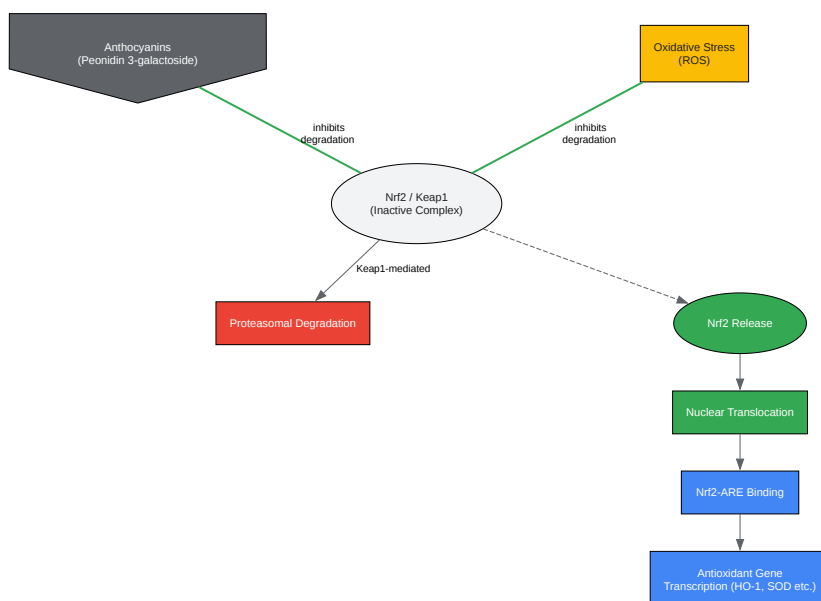 Anthocyanins
(Peonidin 3-galactoside)
Oxidative Stress
(ROS)
inhibits
degradation
inhibits
degradation
Nrf2 / Keap1
(Inactive Complex)
Keap1-mediated
Proteasomal Degradation
Nrf2 Release
Nuclear Translocation
Nrf2-ARE Binding
Antioxidant Gene
Transcription (HO-1, SOD etc.)